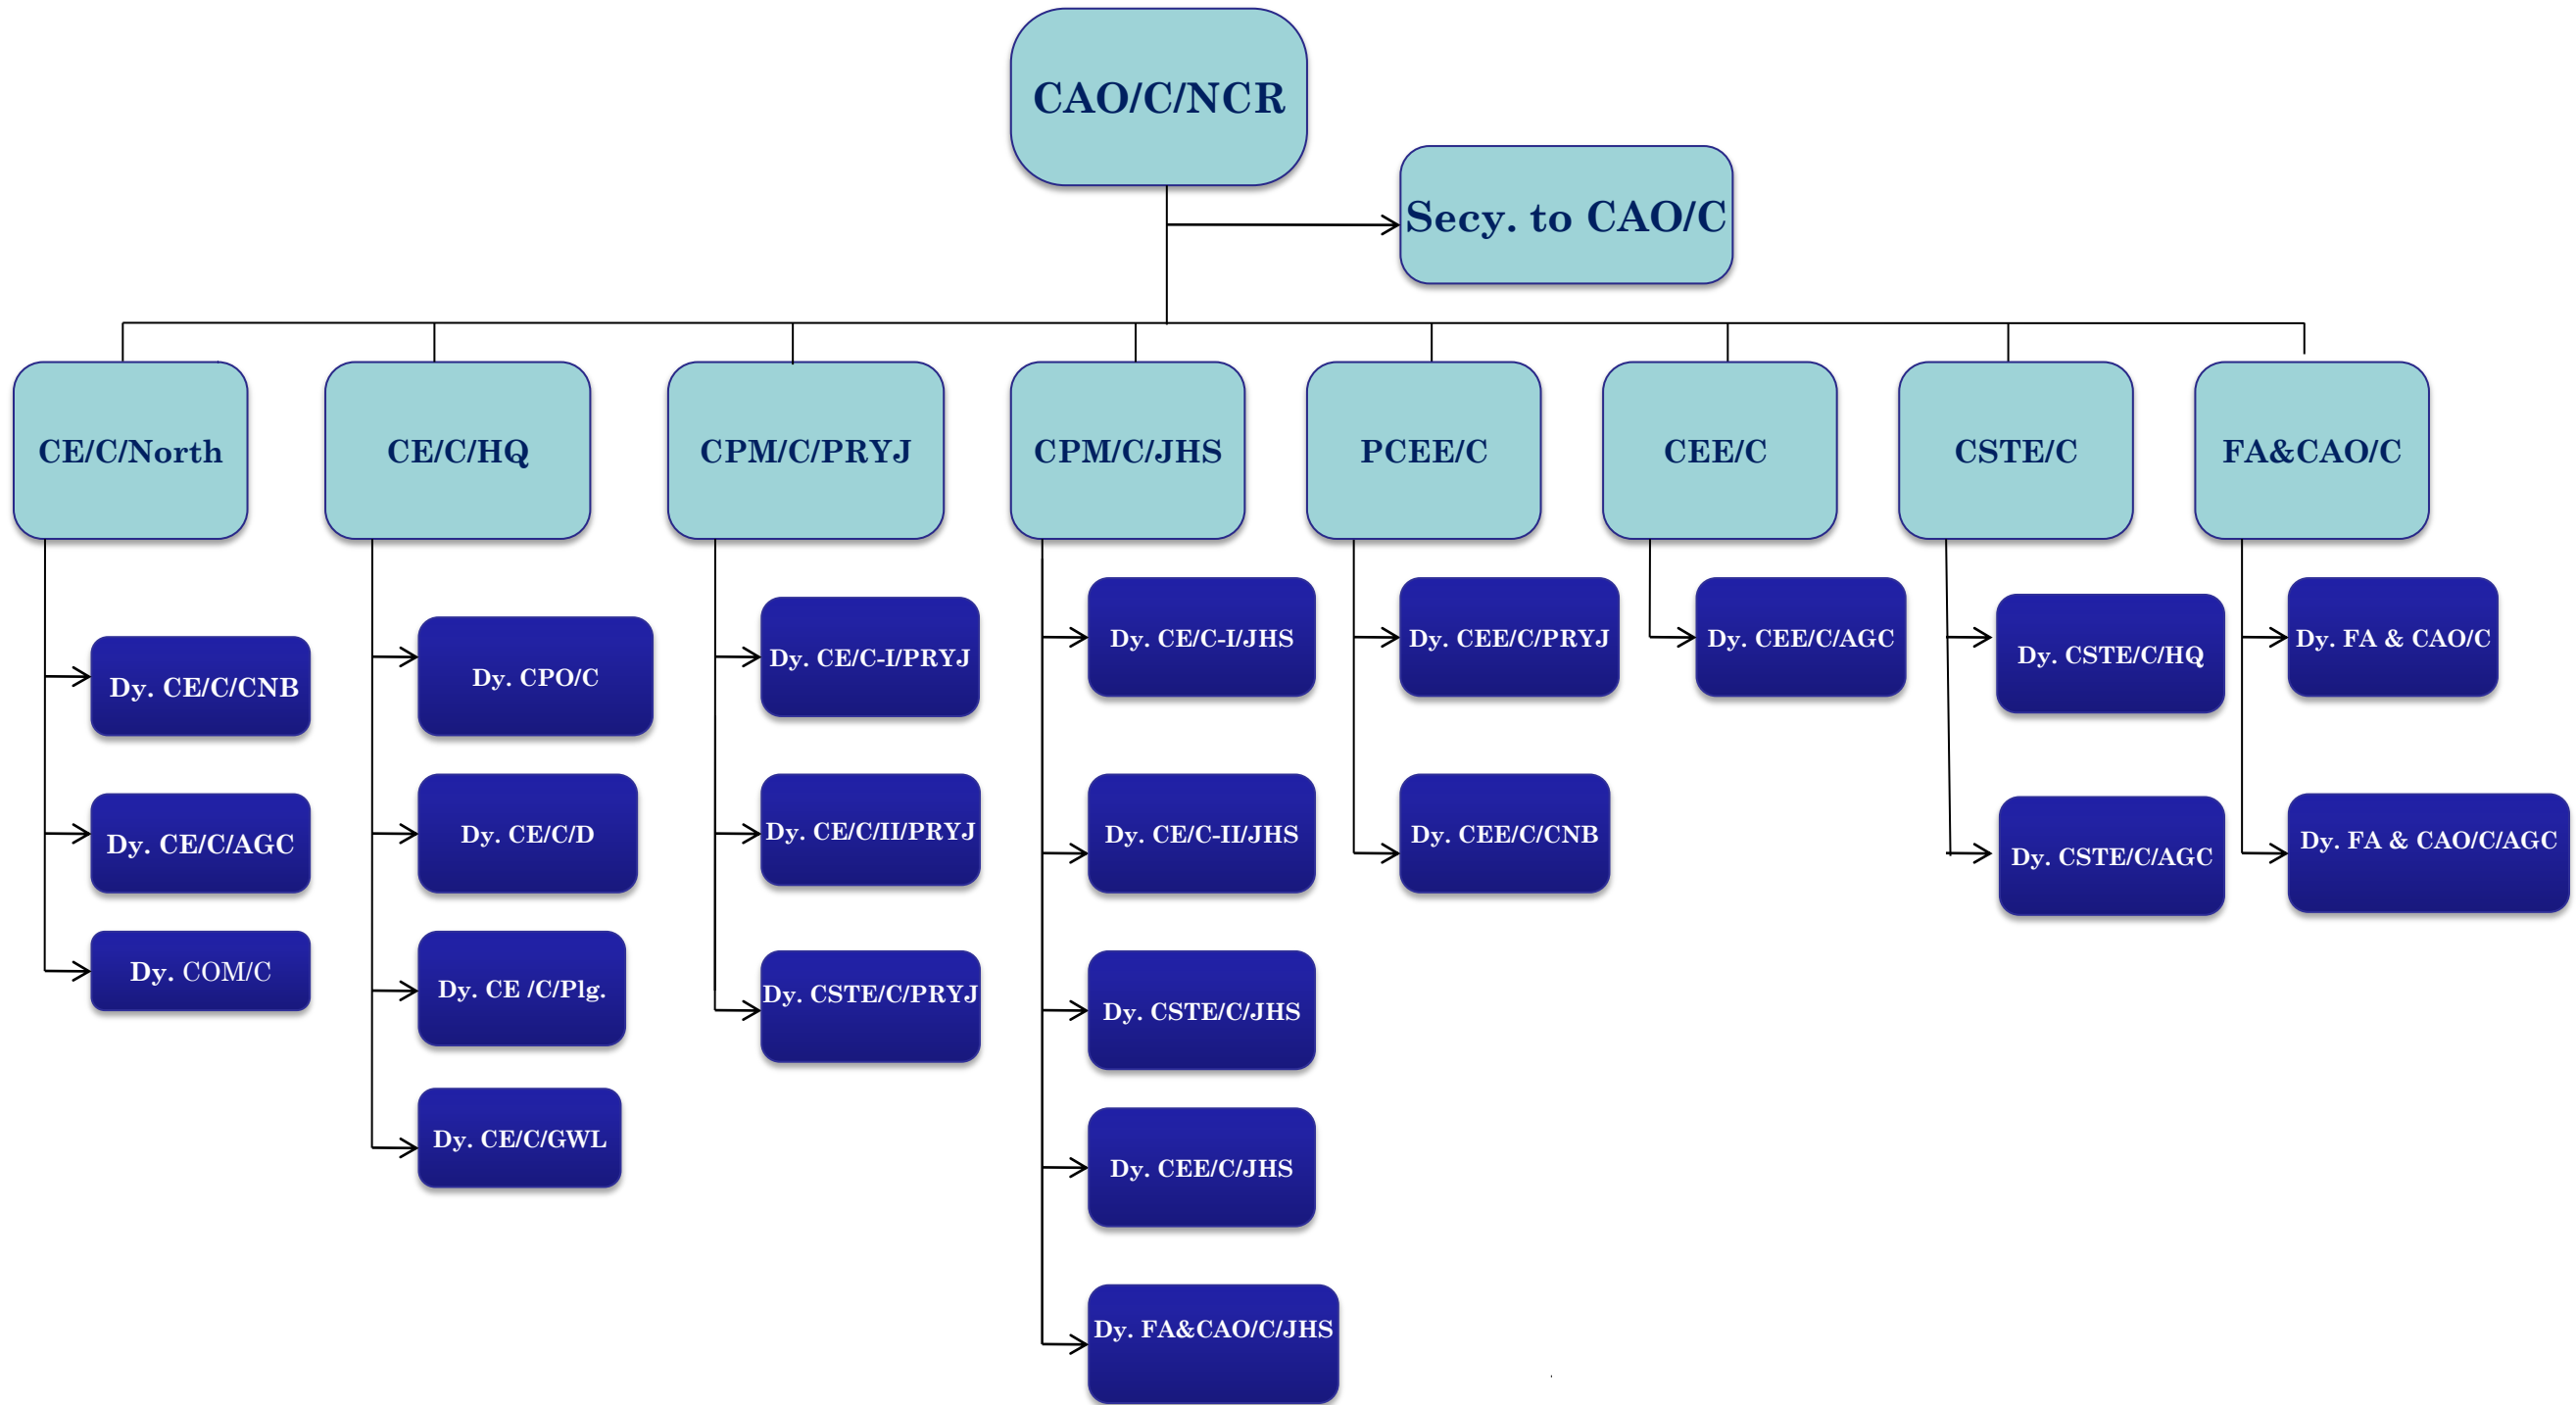 CAO/C/NCR
Secy. to CAO/C
CE/C/North
CE/C/HQ
CPM/C/PRYJ
CPM/C/JHS
PCEE/C
CEE/C
CSTE/C
FA&CAO/C
Dy. CE/C/CNB
Dy. CE/C/AGC
Dy. COM/C
Dy. CPO/C
Dy. CE/C/D
Dy. CE /C/Plg.
Dy. CE/C/GWL
Dy. CE/C-I/PRYJ
Dy. CE/C/II/PRYJ
Dy. CSTE/C/PRYJ
Dy. CE/C-I/JHS
Dy. CE/C-II/JHS
Dy. CSTE/C/JHS
Dy. CEE/C/JHS
Dy. FA&CAO/C/JHS
Dy. CEE/C/PRYJ
Dy. CEE/C/CNB
Dy. CEE/C/AGC
Dy. CSTE/C/HQ
Dy. CSTE/C/AGC
Dy. FA & CAO/C
Dy. FA & CAO/C/AGC